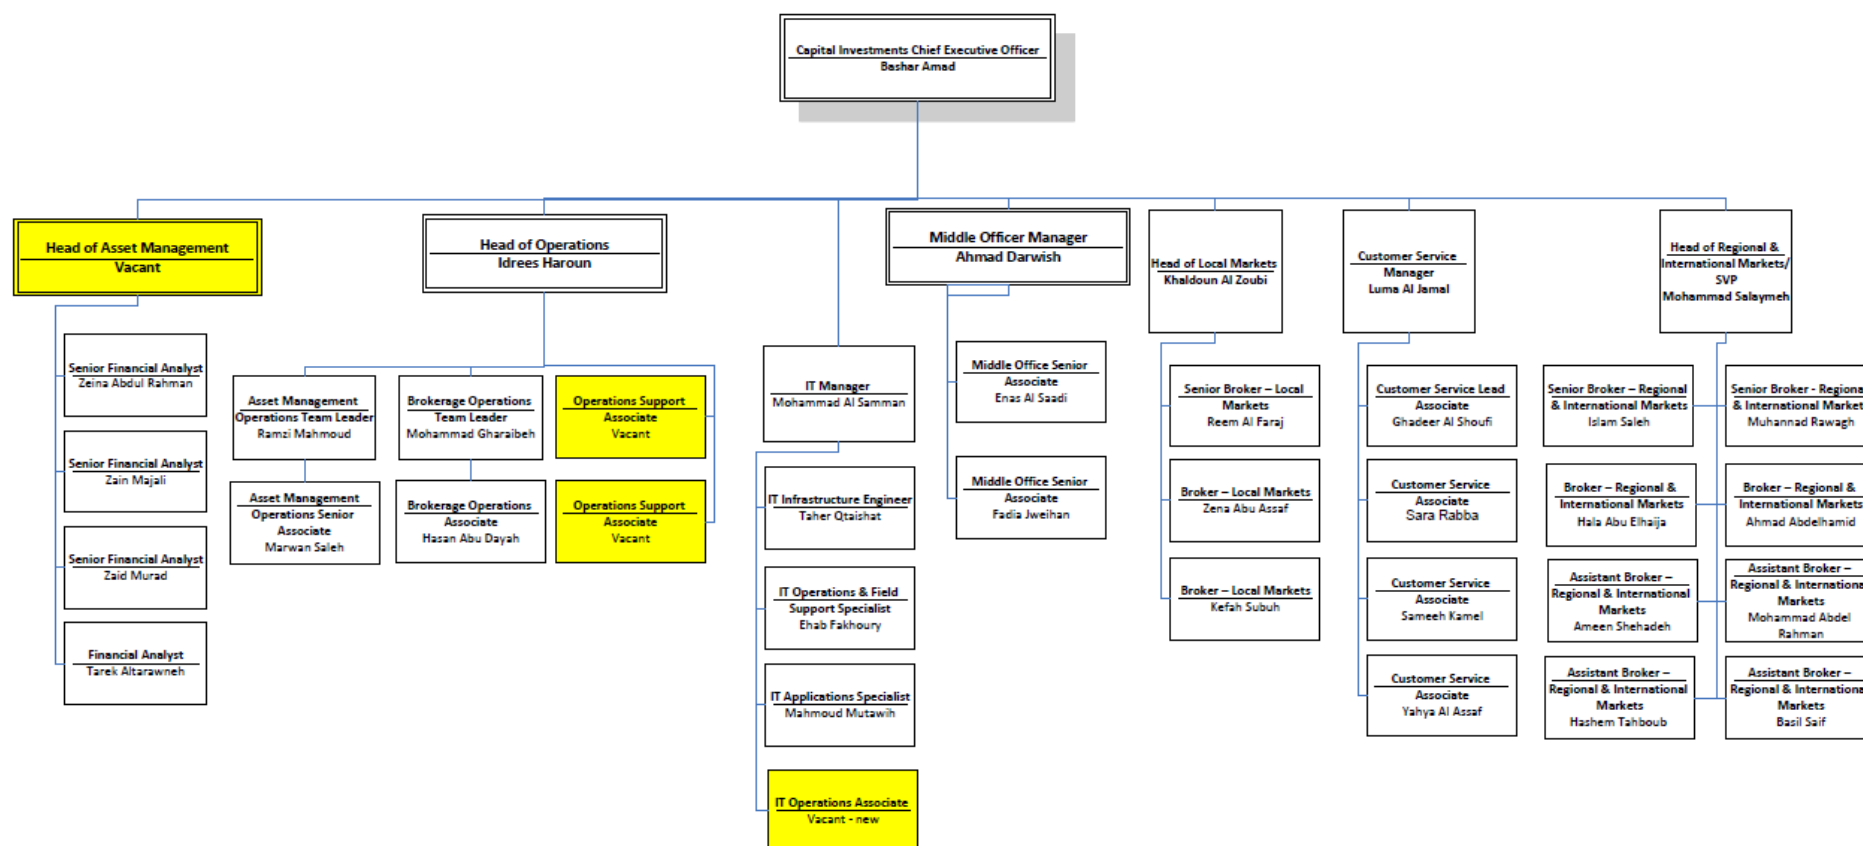 Capital Investments Chief Executive Officer
Bashar Amad
Head of Asset Management
Vacant
Senior Financial Analyst
Zeina Abdul Rahman
Senior Financial Analyst
Zain Majali
Senior Financial Analyst
Zaid Murad
Financial Analyst
Tarek Altarawneh
Head of Operations
Idrees Haroun
Asset Management
Operations Team Leader
Ramzi Mahmoud
Asset Management
Operations Senior
Associate
Marwan Saleh
Brokerage Operations
Team Leader
Mohammad Gharaibeh
Brokerage Operations
Associate
Hasan Abu Dayah
Operations Support
Associate
Vacant
Operations Support
Associate
Vacant
IT Manager
Mohammad Al Samman
IT Infrastructure Engineer
Taher Qtaishat
IT Operations & Field
Support Specialist
Ehab Fakhoury
IT Applications Specialist
Mahmoud Mutawih
IT Operations Associate
Vacant - new
Middle Officer Manager
Ahmad Darwish
Middle Office Senior
Associate
Enas Al Saadi
Middle Office Senior
Associate
Fadia Jweihan
Head of Local Markets
Khaldoun Al Zoubi
Senior Broker – Local
Markets
Reem Al Faraj
Broker – Local Markets
Zena Abu Assaf
Broker – Local Markets
Kefah Subuh
Customer Service
Manager
Luma Al Jamal
Customer Service Lead
Associate
Ghadeer Al Shoufi
Customer Service
Associate
Sara Rabba
Customer Service
Associate
Sameeh Kamel
Customer Service
Associate
Yahya Al Assaf
Head of Regional &
International Markets/
SVP
Mohammad Salaymeh
Senior Broker – Regional
& International Markets
Islam Saleh
Senior Broker - Regiona
& International Market
Muhannad Rawagh
Broker – Regional &
International Markets
Hala Abu Elhaija
Broker – Regional &
International Markets
Ahmad Abdelhamid
Assistant Broker –
Regional & International
Markets
Ameen Shehadeh
Assistant Broker –
Regional & Internationa
Markets
Mohammad Abdel
Rahman
Assistant Broker –
Regional & International
Markets
Hashem Tahboub
Assistant Broker –
Regional & Internationa
Markets
Basil Saif